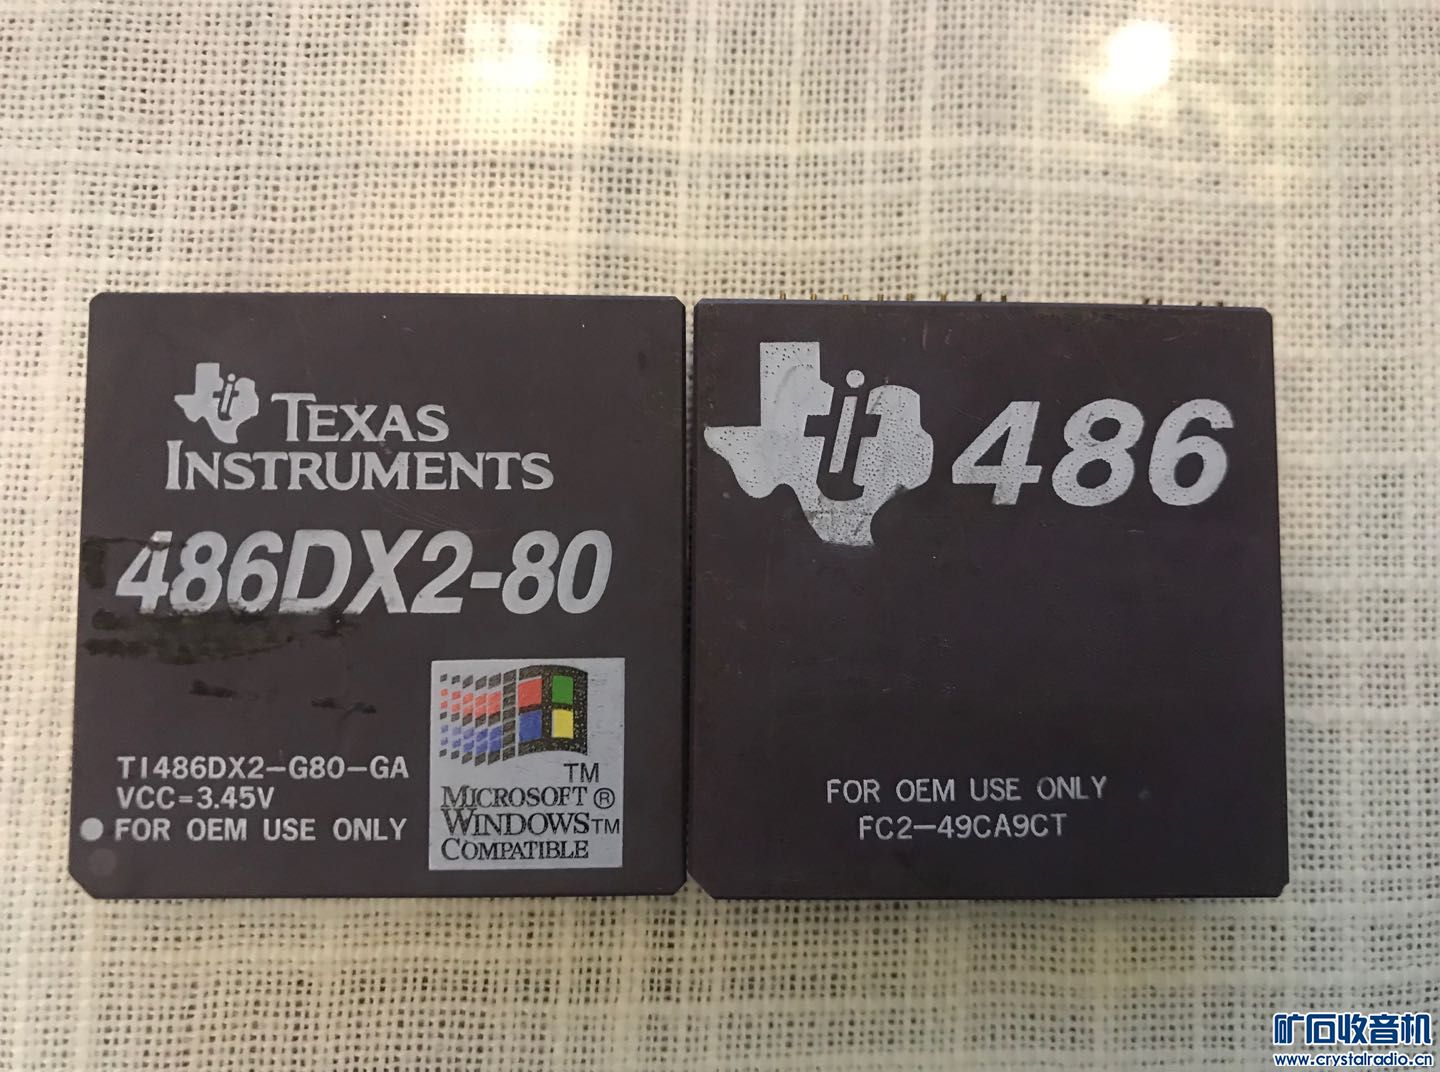 TEXAS
INSTRUMENTS
486DX2-80
TI486DX2-G80-GA
VCC=3.45V
FOR OEM USE ONLY
TM
MICROSOFT®
WINDOWS™
COMPATIBLE
ti 486
FOR OEM USE ONLY
FC2-49CA9CT
矿石收音机
www.crystalradio.cn